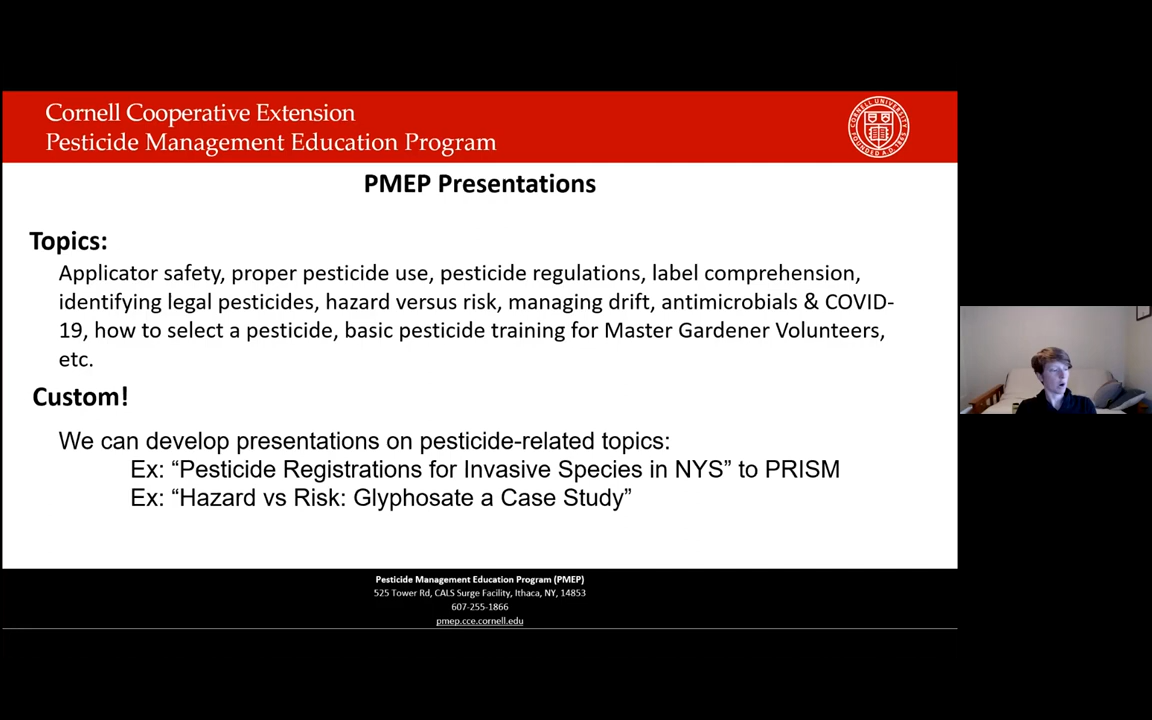 Cornell Cooperative Extension
Pesticide Management Education Program
PMEP Presentations
Topics:
Applicator safety, proper pesticide use, pesticide regulations, label comprehension,
identifying legal pesticides, hazard versus risk, managing drift, antimicrobials & COVID-
19, how to select a pesticide, basic pesticide training for Master Gardener Volunteers,
etc.
Custom!
We can develop presentations on pesticide-related topics:
Ex: “Pesticide Registrations for Invasive Species in NYS” to PRISM
Ex: “Hazard vs Risk: Glyphosate a Case Study”
Pesticide Management Education Program (PMEP)
525 Tower Rd, CALS Surge Facility, Ithaca, NY, 14853
607-255-1866
pmep.cce.cornell.edu